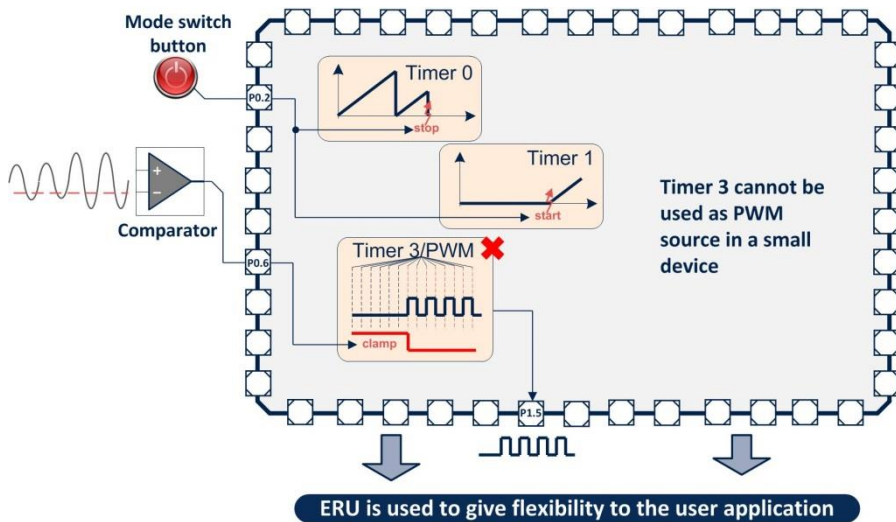 Mode switch
button
P0.2
Timer 0
stop
Timer 1
start
Timer 3 cannot be
used as PWM
source in a small
device
Comparator
P0.6
Timer 3/PWM
clamp
P1.5
ERU is used to give flexibility to the user application